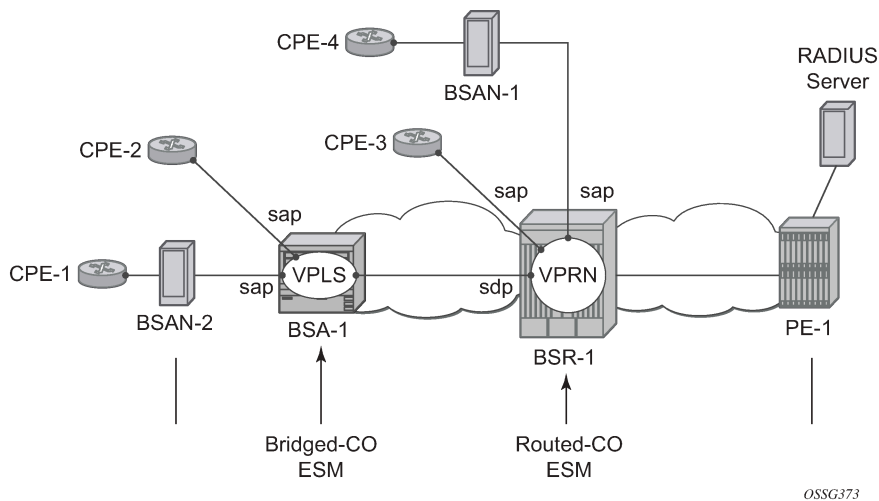 CPE-4
BSAN-1
RADIUS
Server
CPE-2
CPE-3
sap
sap
sap
CPE-1
BSAN-2
sap
VPLS
BSA-1
sdp
VPRN
BSR-1
PE-1
Bridged-CO
ESM
Routed-CO
ESM
OSSG373